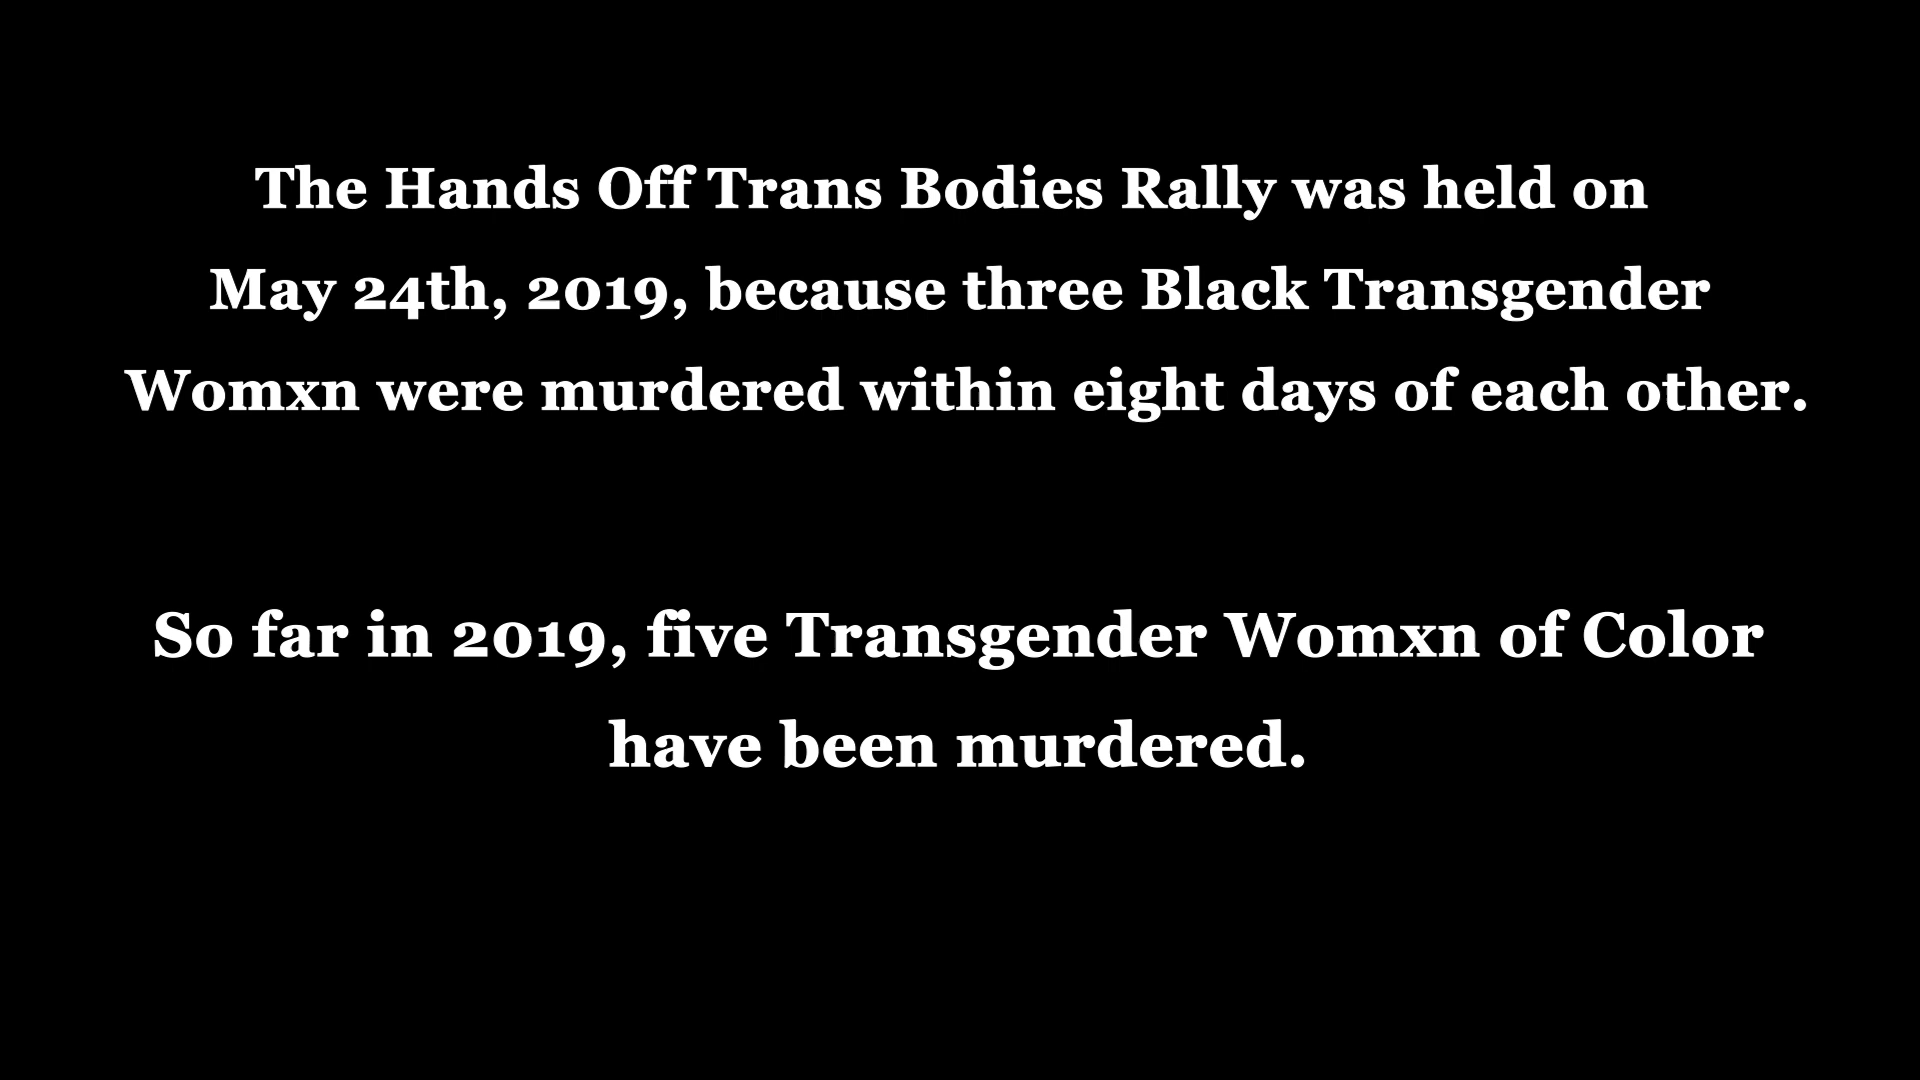 The Hands Off Trans Bodies Rally was held on
May 24th, 2019, because three Black Transgender
Womxn were murdered within eight days of each other.
So far in 2019, five Transgender Womxn of Color
have been murdered.